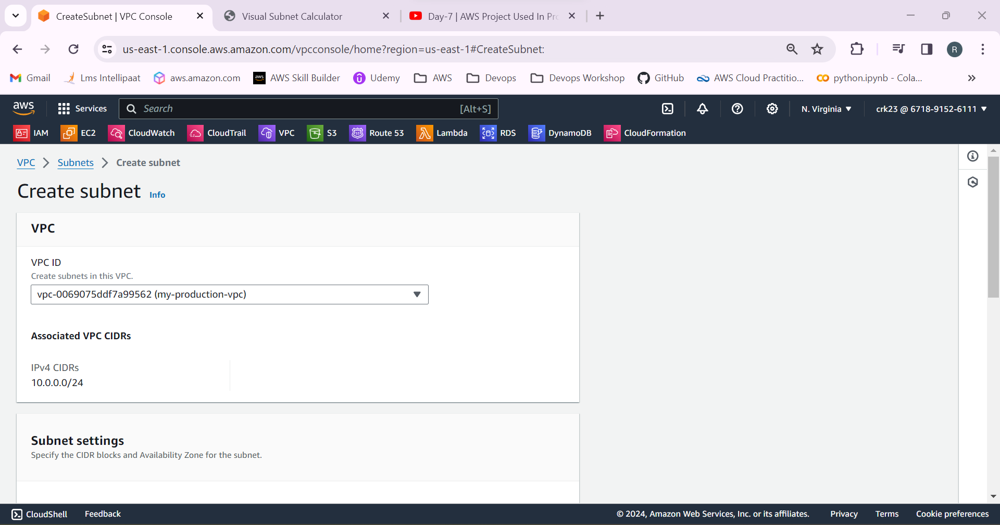 CreateSubnet | VPC Console
Visual Subnet Calculator
Day-7 | AWS Project Used In Pro
us-east-1.console.aws.amazon.com/vpcconsole/home?region=us-east-1#CreateSubnet:
R
Gmail
Lms Intellipaat
aws.amazon.com
aws
AWS Skill Builder
Udemy
AWS
Devops
Devops Workshop
GitHub
AWS Cloud Practitio...
python.ipynb - Cola...
aws
Services
Search
[Alt+S]
N. Virginia
crk23 @ 6718-9152-6111
IAM
EC2
CloudWatch
CloudTrail
VPC
S3
53
Route 53
Lambda
RDS
DynamoDB
CloudFormation
VPC
Subnets
Create subnet
Create subnet
Info
VPC
VPC ID
Create subnets in this VPC.
vpc-0069075ddf7a99562 (my-production-vpc)
Associated VPC CIDRs
IPv4 CIDRs
10.0.0.0/24
Subnet settings
Specify the CIDR blocks and Availability Zone for the subnet.
CloudShell
Feedback
© 2024, Amazon Web Services, Inc. or its affiliates.
Privacy
Terms
Cookie preferences